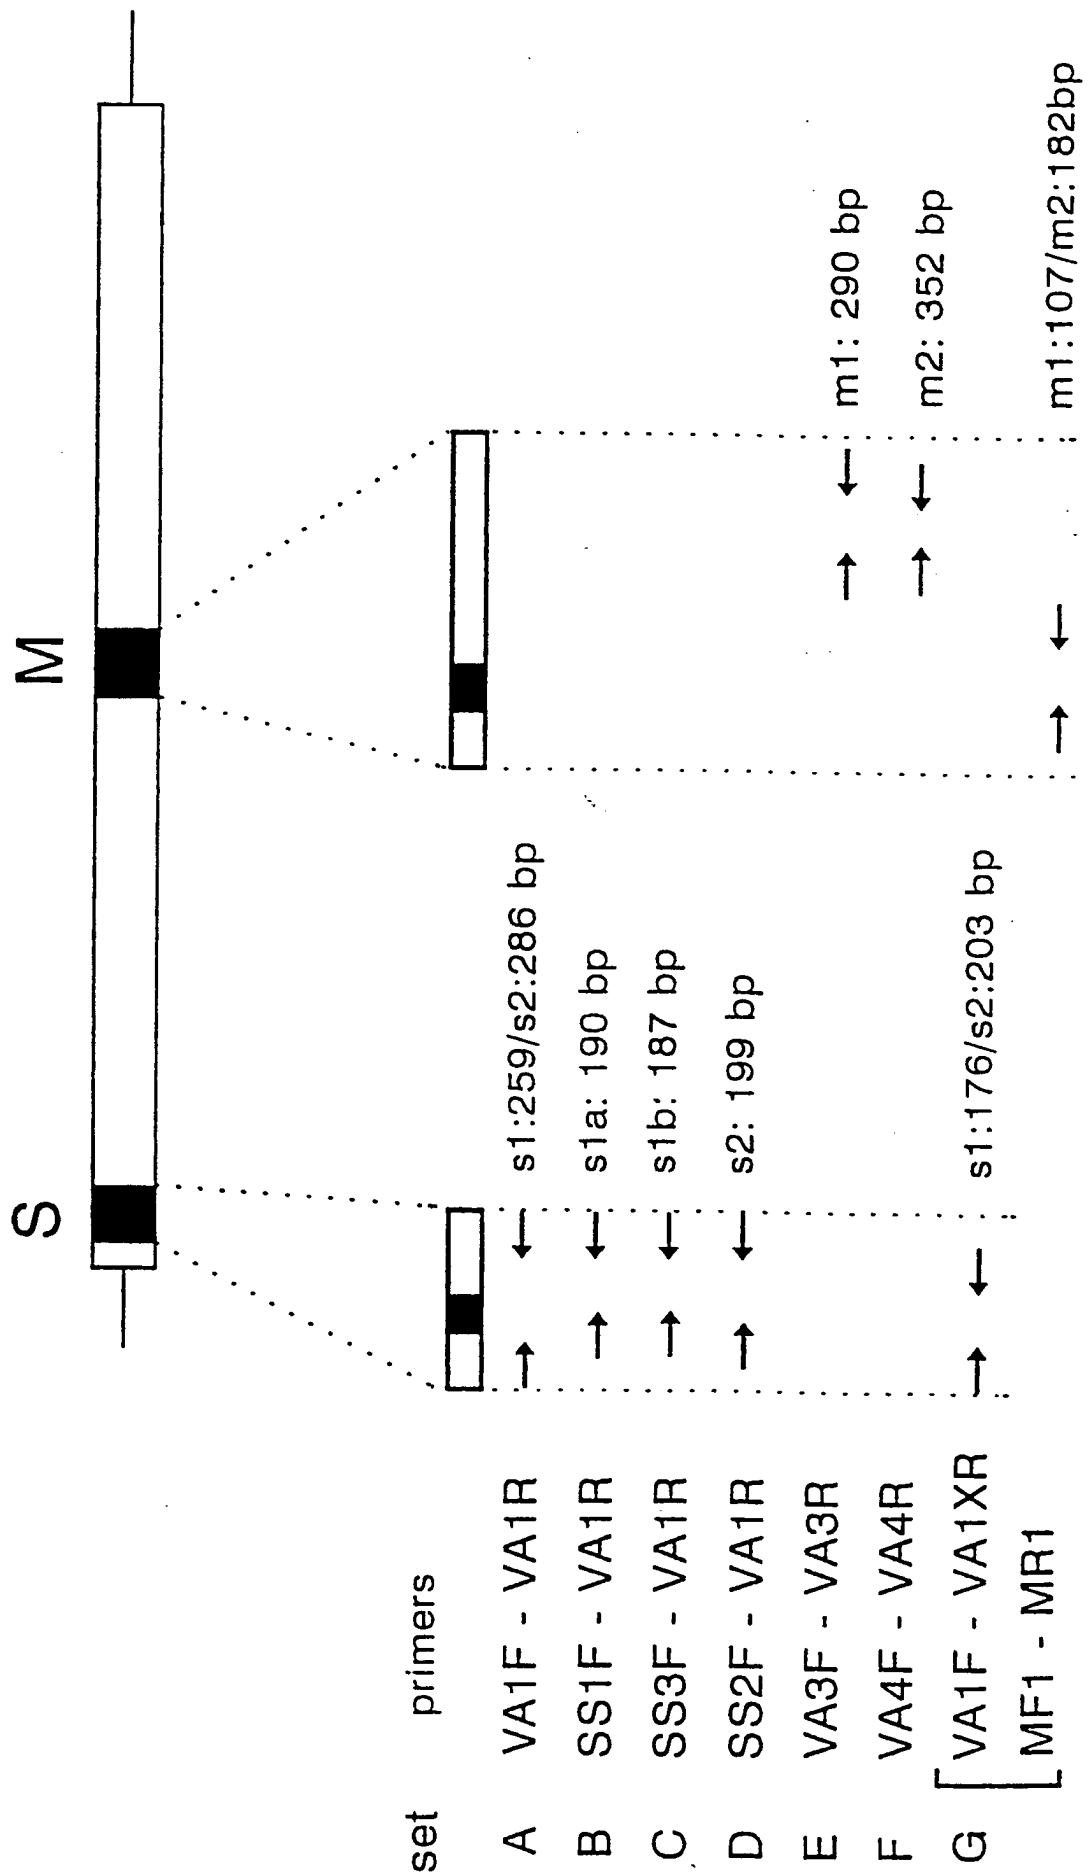 S M
set primers
A VA1F - VA1R s1:259/s2:286 bp
B SS1F - VA1R s1a: 190 bp
C SS3F - VA1R s1b: 187 bp
D SS2F - VA1R s2: 199 bp
E VA3F - VA3R m1: 290 bp
F VA4F - VA4R m2: 352 bp
G VA1F - VA1XR s1:176/s2:203 bp
MF1 - MR1 m1:107/m2:182bp